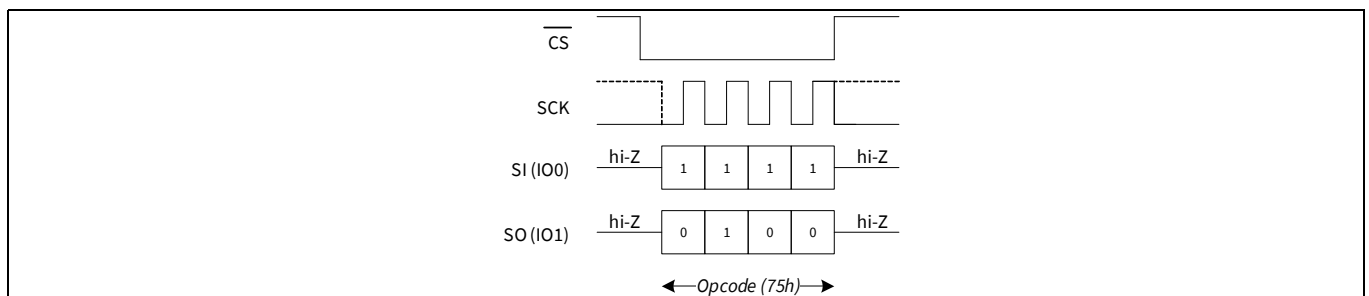 CS
SCK
SI (IO0) hi-Z 1 1 1 1 hi-Z
SO (IO1) hi-Z 0 1 0 0 hi-Z
Opcode (75h)